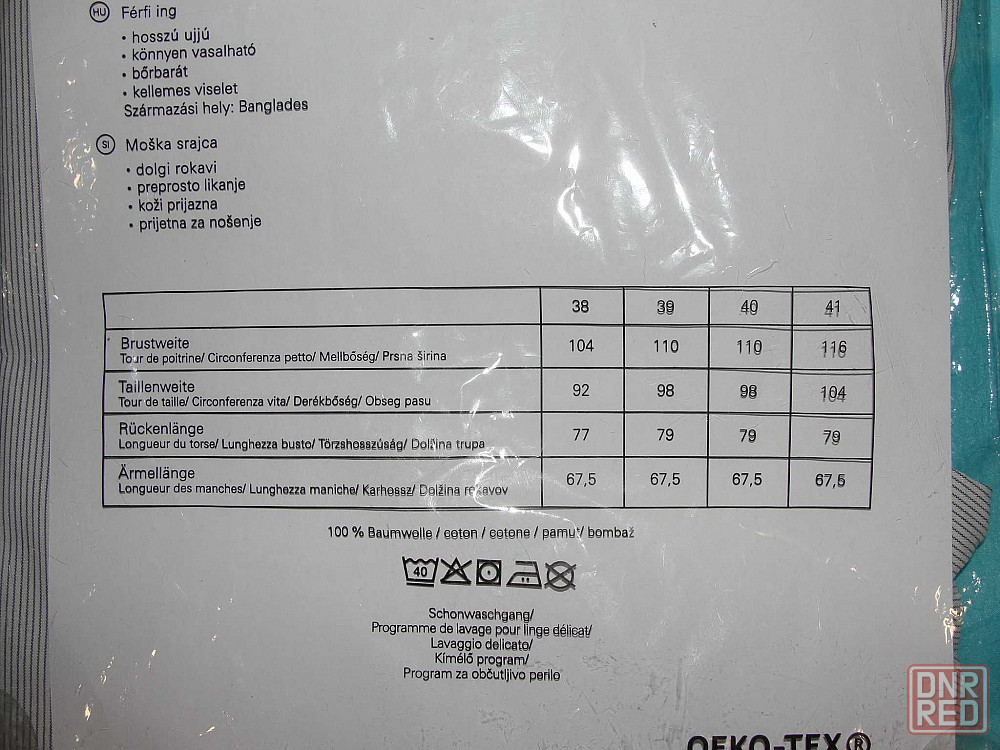 HU Férfi ing
• hosszú ujjú
• könnyen vasalható
• bőrbarát
• kellemes viselet
Származási hely: Banglades
SI Moška srajca
• dolgi rokavi
• preprosto likanje
• koži prijazna
• prijetna za nošenje
38 39 40 41
Brustweite 104 110 110 116
Tour de poitrine/ Circonferenza petto/ Mellbőség/ Prsna širina
Taillenweite 92 98 98 104
Tour de taille/ Circonferenza vita/ Derékbőség/ Obseg pasu
Rückenlänge 77 79 79 79
Longueur du torse/ Lunghezza busto/ Törzshosszúság/ Dolžina trupa
Ärmellänge 67,5 67,5 67,5 67,5
Longueur des manches/ Lunghezza maniche/ Karhossz/ Dolžina rokavov
100 % Baumwolle / coton / cotone / pamut/ bombaž
40
Schonwaschgang/
Programme de lavage pour linge délicat/
Lavaggio delicato/
Kímélő program/
Program za občutljivo perilo
OEKO-TEX®
DNR
RED